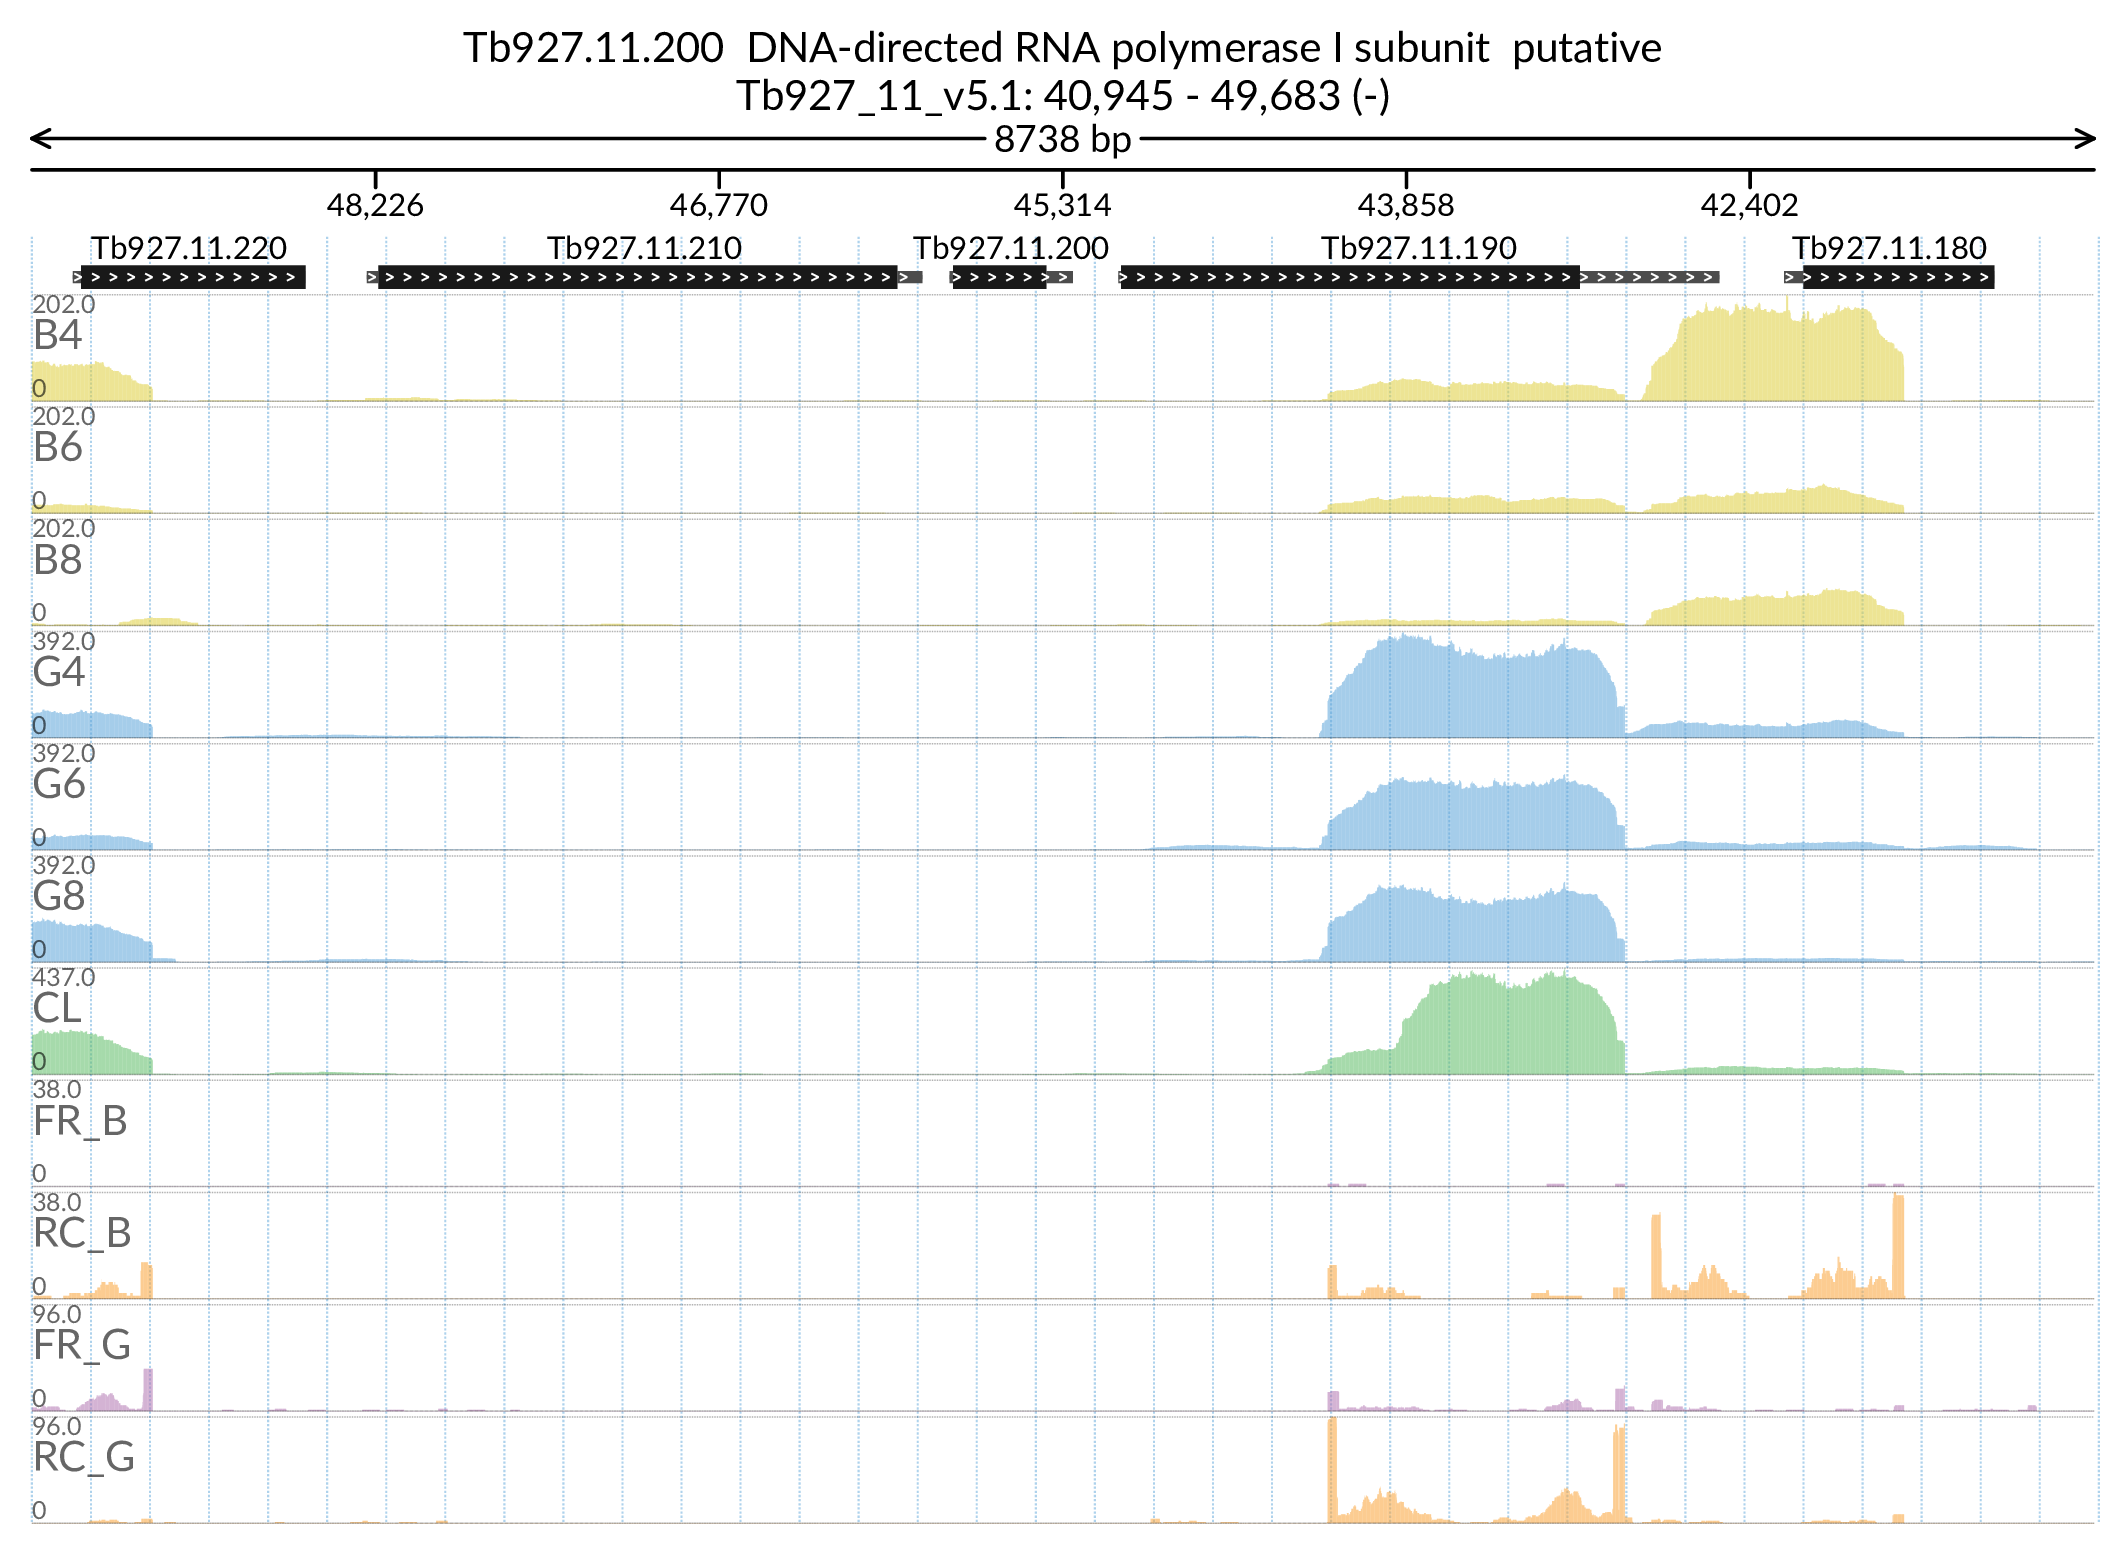 Tb927.11.200  DNA-directed RNA polymerase I subunit  putative
Tb927_11_v5.1: 40,945 - 49,683 (-)
8738 bp
48,226 46,770 45,314 43,858 42,402
Tb927.11.220 Tb927.11.210 Tb927.11.200 Tb927.11.190 Tb927.11.180
202.0
B4
0
202.0
B6
0
202.0
B8
0
392.0
G4
0
392.0
G6
0
392.0
G8
0
437.0
CL
0
38.0
FR_B
0
38.0
RC_B
0
96.0
FR_G
0
96.0
RC_G
0